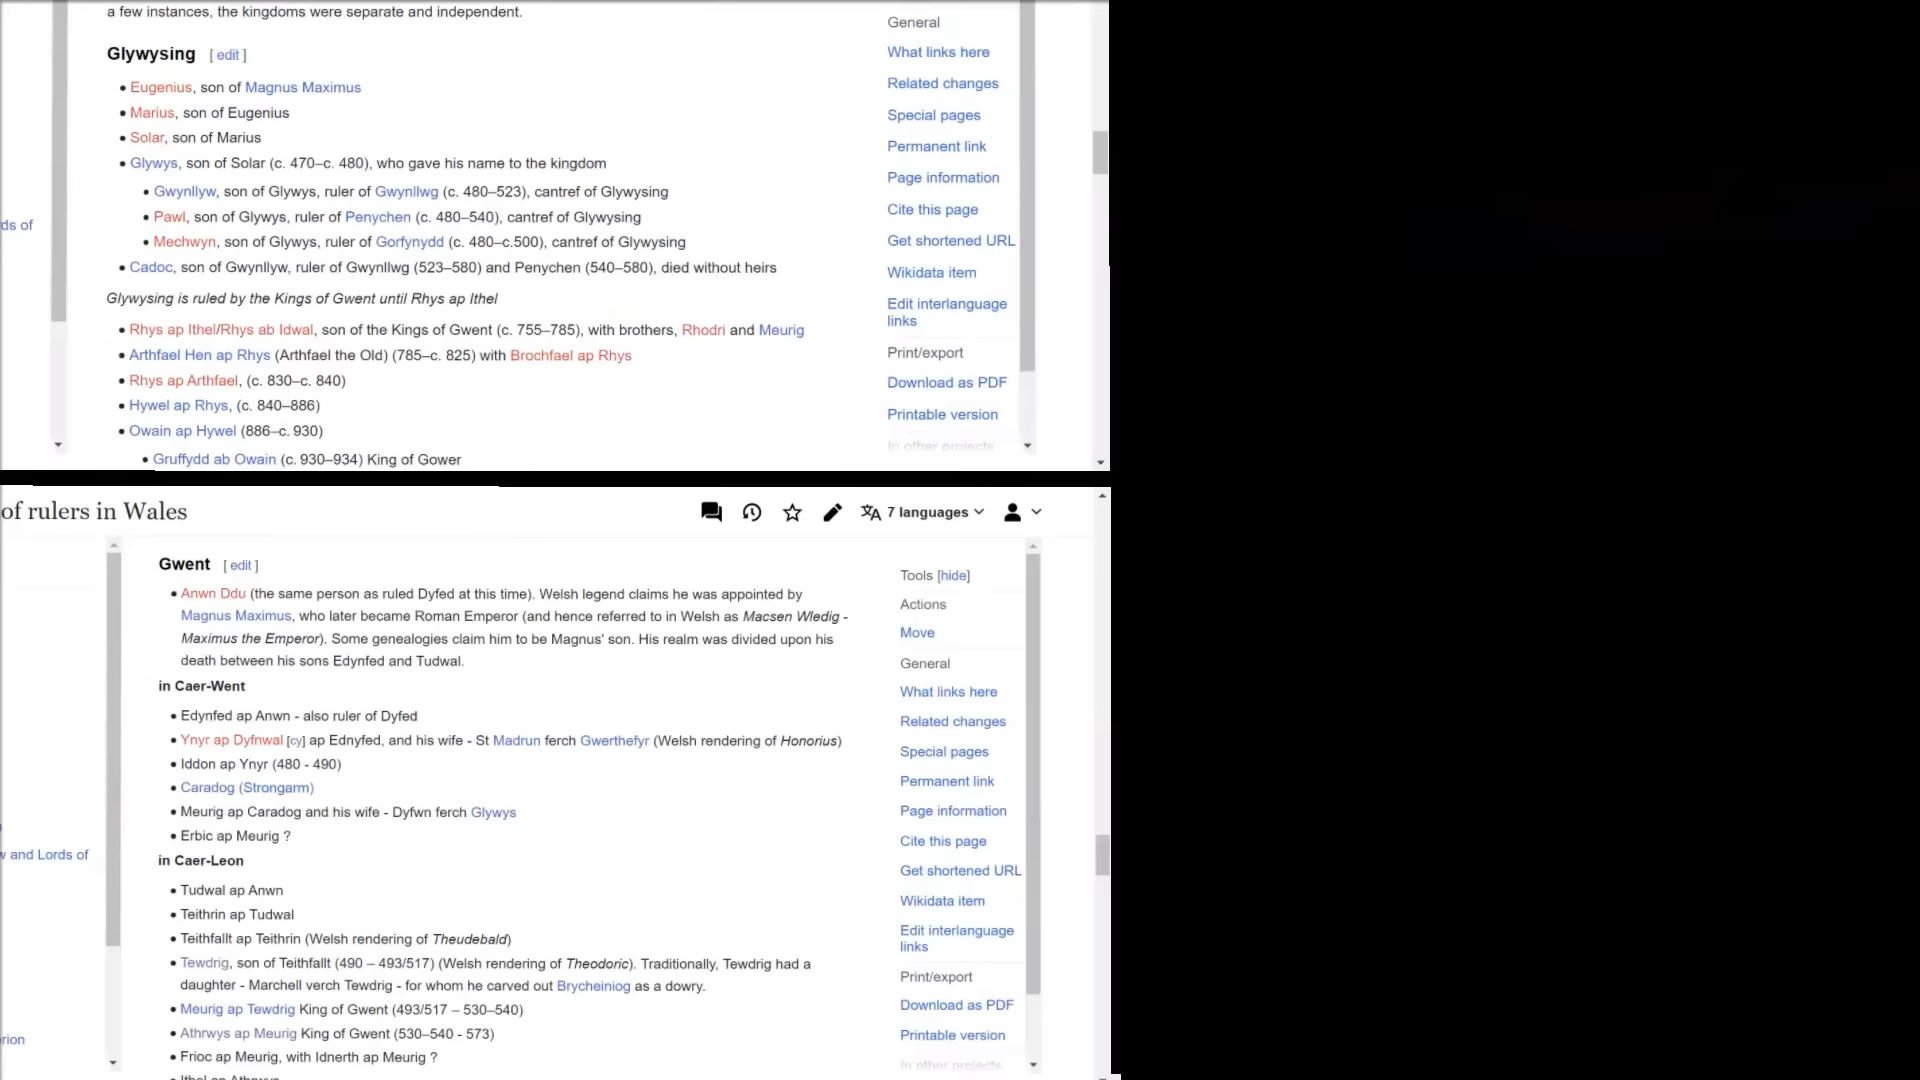 a few instances, the kingdoms were separate and independent.
Glywysing [ edit ]
Eugenius, son of Magnus Maximus
Marius, son of Eugenius
Solar, son of Marius
Glywys, son of Solar (c. 470–c. 480), who gave his name to the kingdom
Gwynllyw, son of Glywys, ruler of Gwynllwg (c. 480–523), cantref of Glywysing
Pawl, son of Glywys, ruler of Penychen (c. 480–540), cantref of Glywysing
Mechwyn, son of Glywys, ruler of Gorfynydd (c. 480–c.500), cantref of Glywysing
Cadoc, son of Gwynllyw, ruler of Gwynllwg (523–580) and Penychen (540–580), died without heirs
Glywysing is ruled by the Kings of Gwent until Rhys ap Ithel
Rhys ap Ithel/Rhys ab Idwal, son of the Kings of Gwent (c. 755–785), with brothers, Rhodri and Meurig
Arthfael Hen ap Rhys (Arthfael the Old) (785–c. 825) with Brochfael ap Rhys
Rhys ap Arthfael, (c. 830–c. 840)
Hywel ap Rhys, (c. 840–886)
Owain ap Hywel (886–c. 930)
Gruffydd ab Owain (c. 930–934) King of Gower
ds of
General
What links here
Related changes
Special pages
Permanent link
Page information
Cite this page
Get shortened URL
Wikidata item
Edit interlanguage
links
Print/export
Download as PDF
Printable version
In other projects
of rulers in Wales
7 languages
Gwent [ edit ]
Anwn Ddu (the same person as ruled Dyfed at this time). Welsh legend claims he was appointed by
Magnus Maximus, who later became Roman Emperor (and hence referred to in Welsh as Macsen Wledig -
Maximus the Emperor). Some genealogies claim him to be Magnus' son. His realm was divided upon his
death between his sons Edynfed and Tudwal.
in Caer-Went
Edynfed ap Anwn - also ruler of Dyfed
Ynyr ap Dyfnwal [cy] ap Ednyfed, and his wife - St Madrun ferch Gwerthefyr (Welsh rendering of Honorius)
Iddon ap Ynyr (480 - 490)
Caradog (Strongarm)
Meurig ap Caradog and his wife - Dyfwn ferch Glywys
Erbic ap Meurig ?
in Caer-Leon
Tudwal ap Anwn
Teithrin ap Tudwal
Teithfallt ap Teithrin (Welsh rendering of Theudebald)
Tewdrig, son of Teithfallt (490 – 493/517) (Welsh rendering of Theodoric). Traditionally, Tewdrig had a
daughter - Marchell verch Tewdrig - for whom he carved out Brycheiniog as a dowry.
Meurig ap Tewdrig King of Gwent (493/517 – 530–540)
Athrwys ap Meurig King of Gwent (530–540 - 573)
Frioc ap Meurig, with Idnerth ap Meurig ?
Ithel ap Athrwys
w and Lords of
rion
Tools [hide]
Actions
Move
General
What links here
Related changes
Special pages
Permanent link
Page information
Cite this page
Get shortened URL
Wikidata item
Edit interlanguage
links
Print/export
Download as PDF
Printable version
In other projects